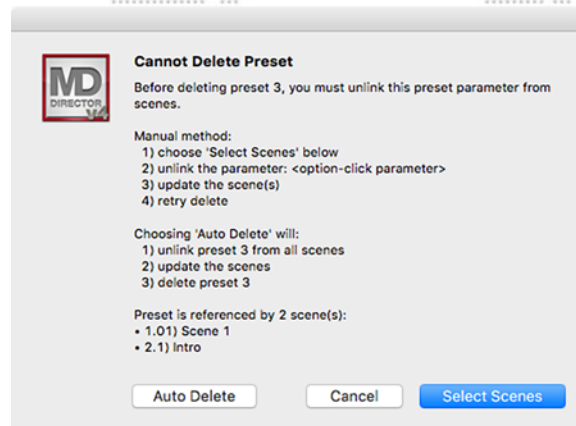 Cannot Delete Preset
Before deleting preset 3, you must unlink this preset parameter from
scenes.
Manual method:
1) choose 'Select Scenes' below
2) unlink the parameter: <option-click parameter>
3) update the scene(s)
4) retry delete
Choosing 'Auto Delete' will:
1) unlink preset 3 from all scenes
2) update the scenes
3) delete preset 3
Preset is referenced by 2 scene(s):
• 1.01) Scene 1
• 2.1) Intro
MD
DIRECTOR
V4
Auto Delete
Cancel
Select Scenes